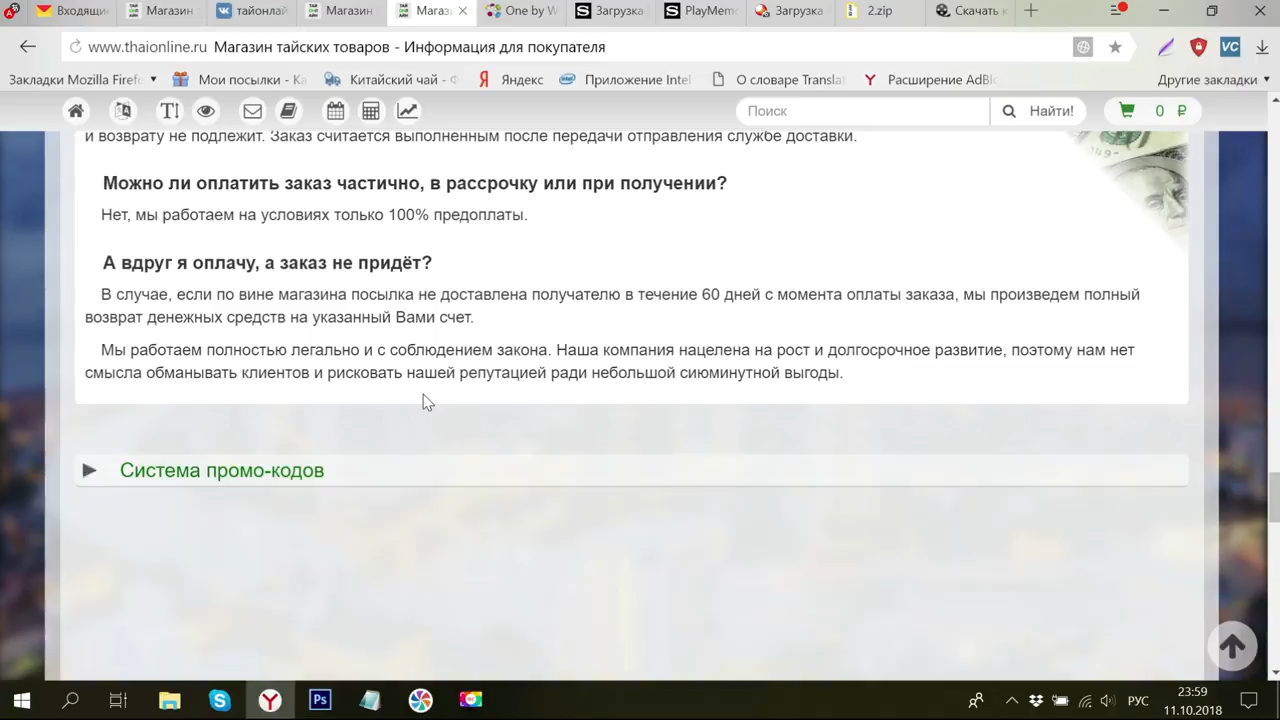 Входящи
Магазин
тайонлай
Магазин
Магаз
One by W
Загрузка
PlayMem
Загрузка
2.zip
Скачать к
www.thaionline.ru Магазин тайских товаров - Информация для покупателя
Закладки Mozilla Firef
Мои посылки - Ka
Китайский чай - Ф
Яндекс
Приложение Intel
О словаре Transla
Расширение AdBlo
Другие закладки
Поиск
Найти!
0 ₽
и возврату не подлежит. Заказ считается выполненным после передачи отправления службе доставки.
Можно ли оплатить заказ частично, в рассрочку или при получении?
Нет, мы работаем на условиях только 100% предоплаты.
А вдруг я оплачу, а заказ не придёт?
В случае, если по вине магазина посылка не доставлена получателю в течение 60 дней с момента оплаты заказа, мы произведем полный
возврат денежных средств на указанный Вами счет.
Мы работаем полностью легально и с соблюдением закона. Наша компания нацелена на рост и долгосрочное развитие, поэтому нам нет
смысла обманывать клиентов и рисковать нашей репутацией ради небольшой сиюминутной выгоды.
Система промо-кодов
РУС
23:59
11.10.2018